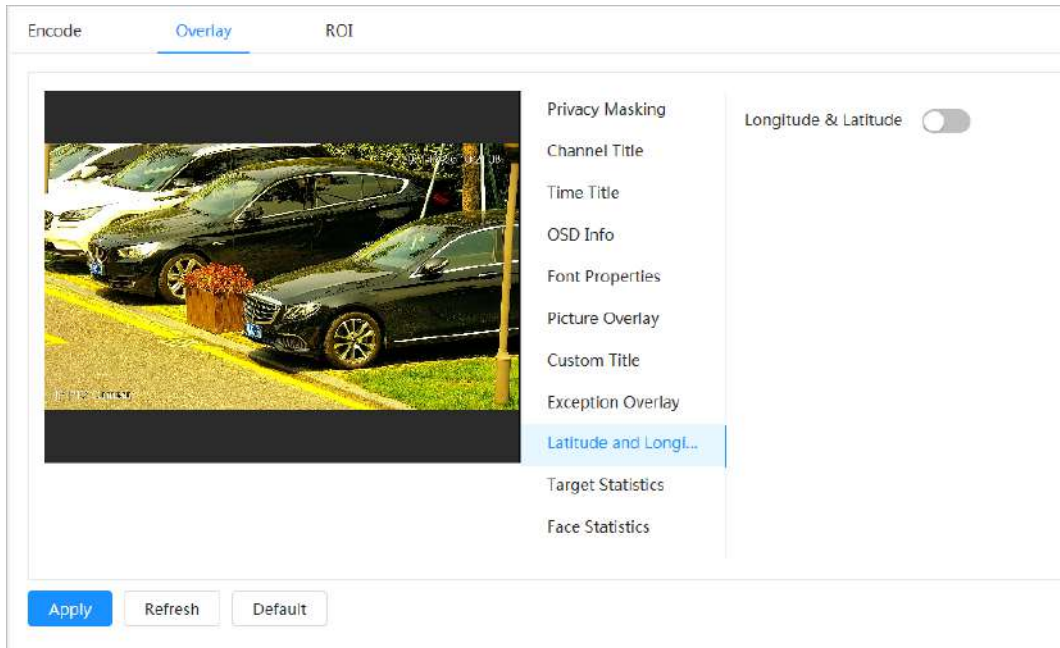 Encode
Overlay
ROI
Privacy Masking
Channel Title
Time Title
OSD Info
Font Properties
Picture Overlay
Custom Title
Exception Overlay
Latitude and Longi...
Target Statistics
Face Statistics
Longitude & Latitude
Apply
Refresh
Default